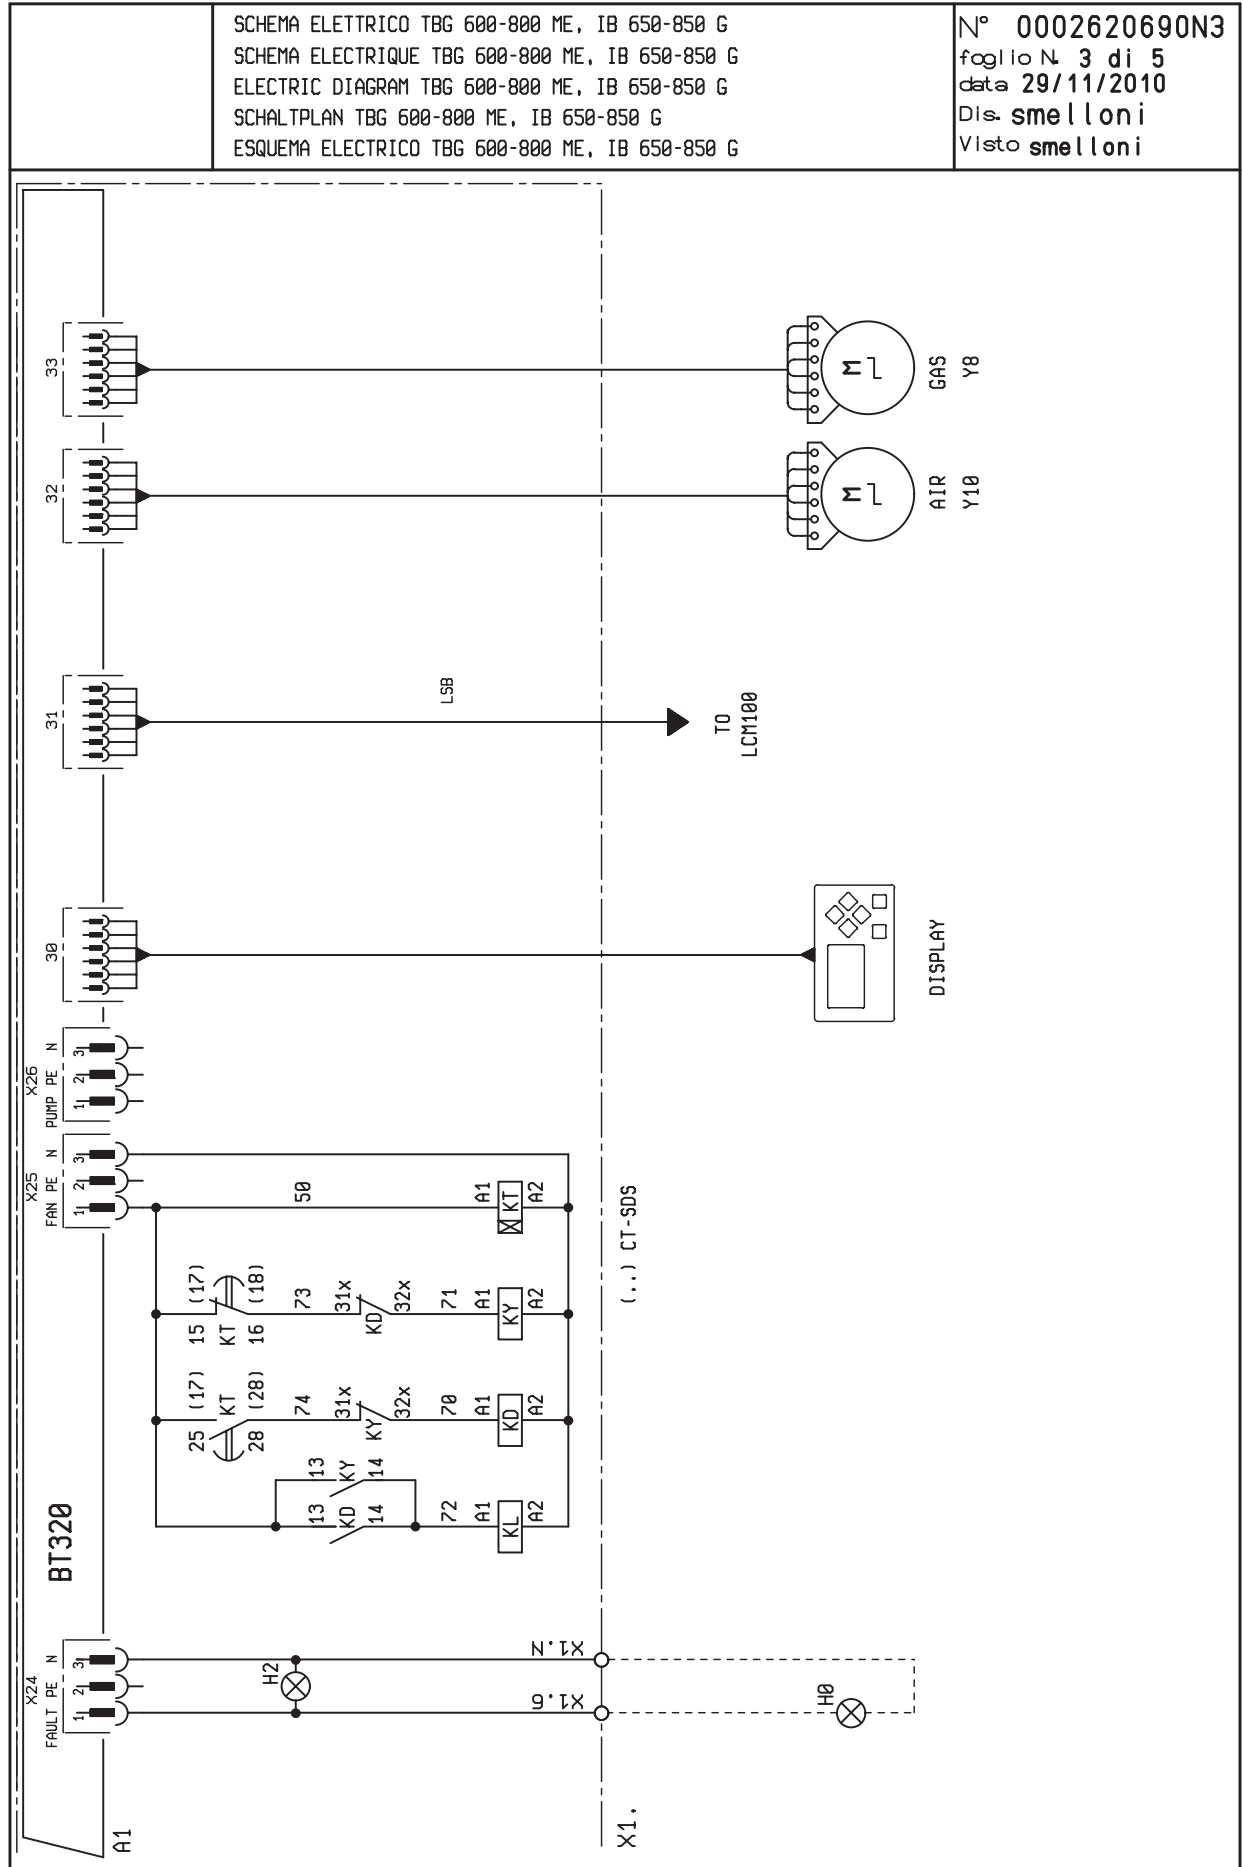 SCHEMA ELETTRICO TBG 600-800 ME, IB 650-850 G
SCHEMA ELECTRIQUE TBG 600-800 ME, IB 650-850 G
ELECTRIC DIAGRAM TBG 600-800 ME, IB 650-850 G
SCHALTPLAN TBG 600-800 ME, IB 650-850 G
ESQUEMA ELECTRICO TBG 600-800 ME, IB 650-850 G
N° 0002620690N3
foglio N. 3 di 5
data 29/11/2010
Dis. smelloni
Visto smelloni
33
M
GAS
Y8
32
M
AIR
Y10
31
LSB
TO
LCM100
30
DISPLAY
X26
PUMP PE N
1 2 3
X25
FAN PE N
1 2 3
50
A1
KT
A2
(..) CT-SDS
15 (17)
KT
16 (18)
73
31x
KD
32x
71
A1
KY
A2
25 (17)
KT
28 (28)
74
31x
KY
32x
70
A1
KD
A2
13
KY
14
13
KD
14
72
A1
KL
A2
BT320
X24
FAULT PE N
1 2 3
H2
X1.N
X1.6
H0
A1
X1.